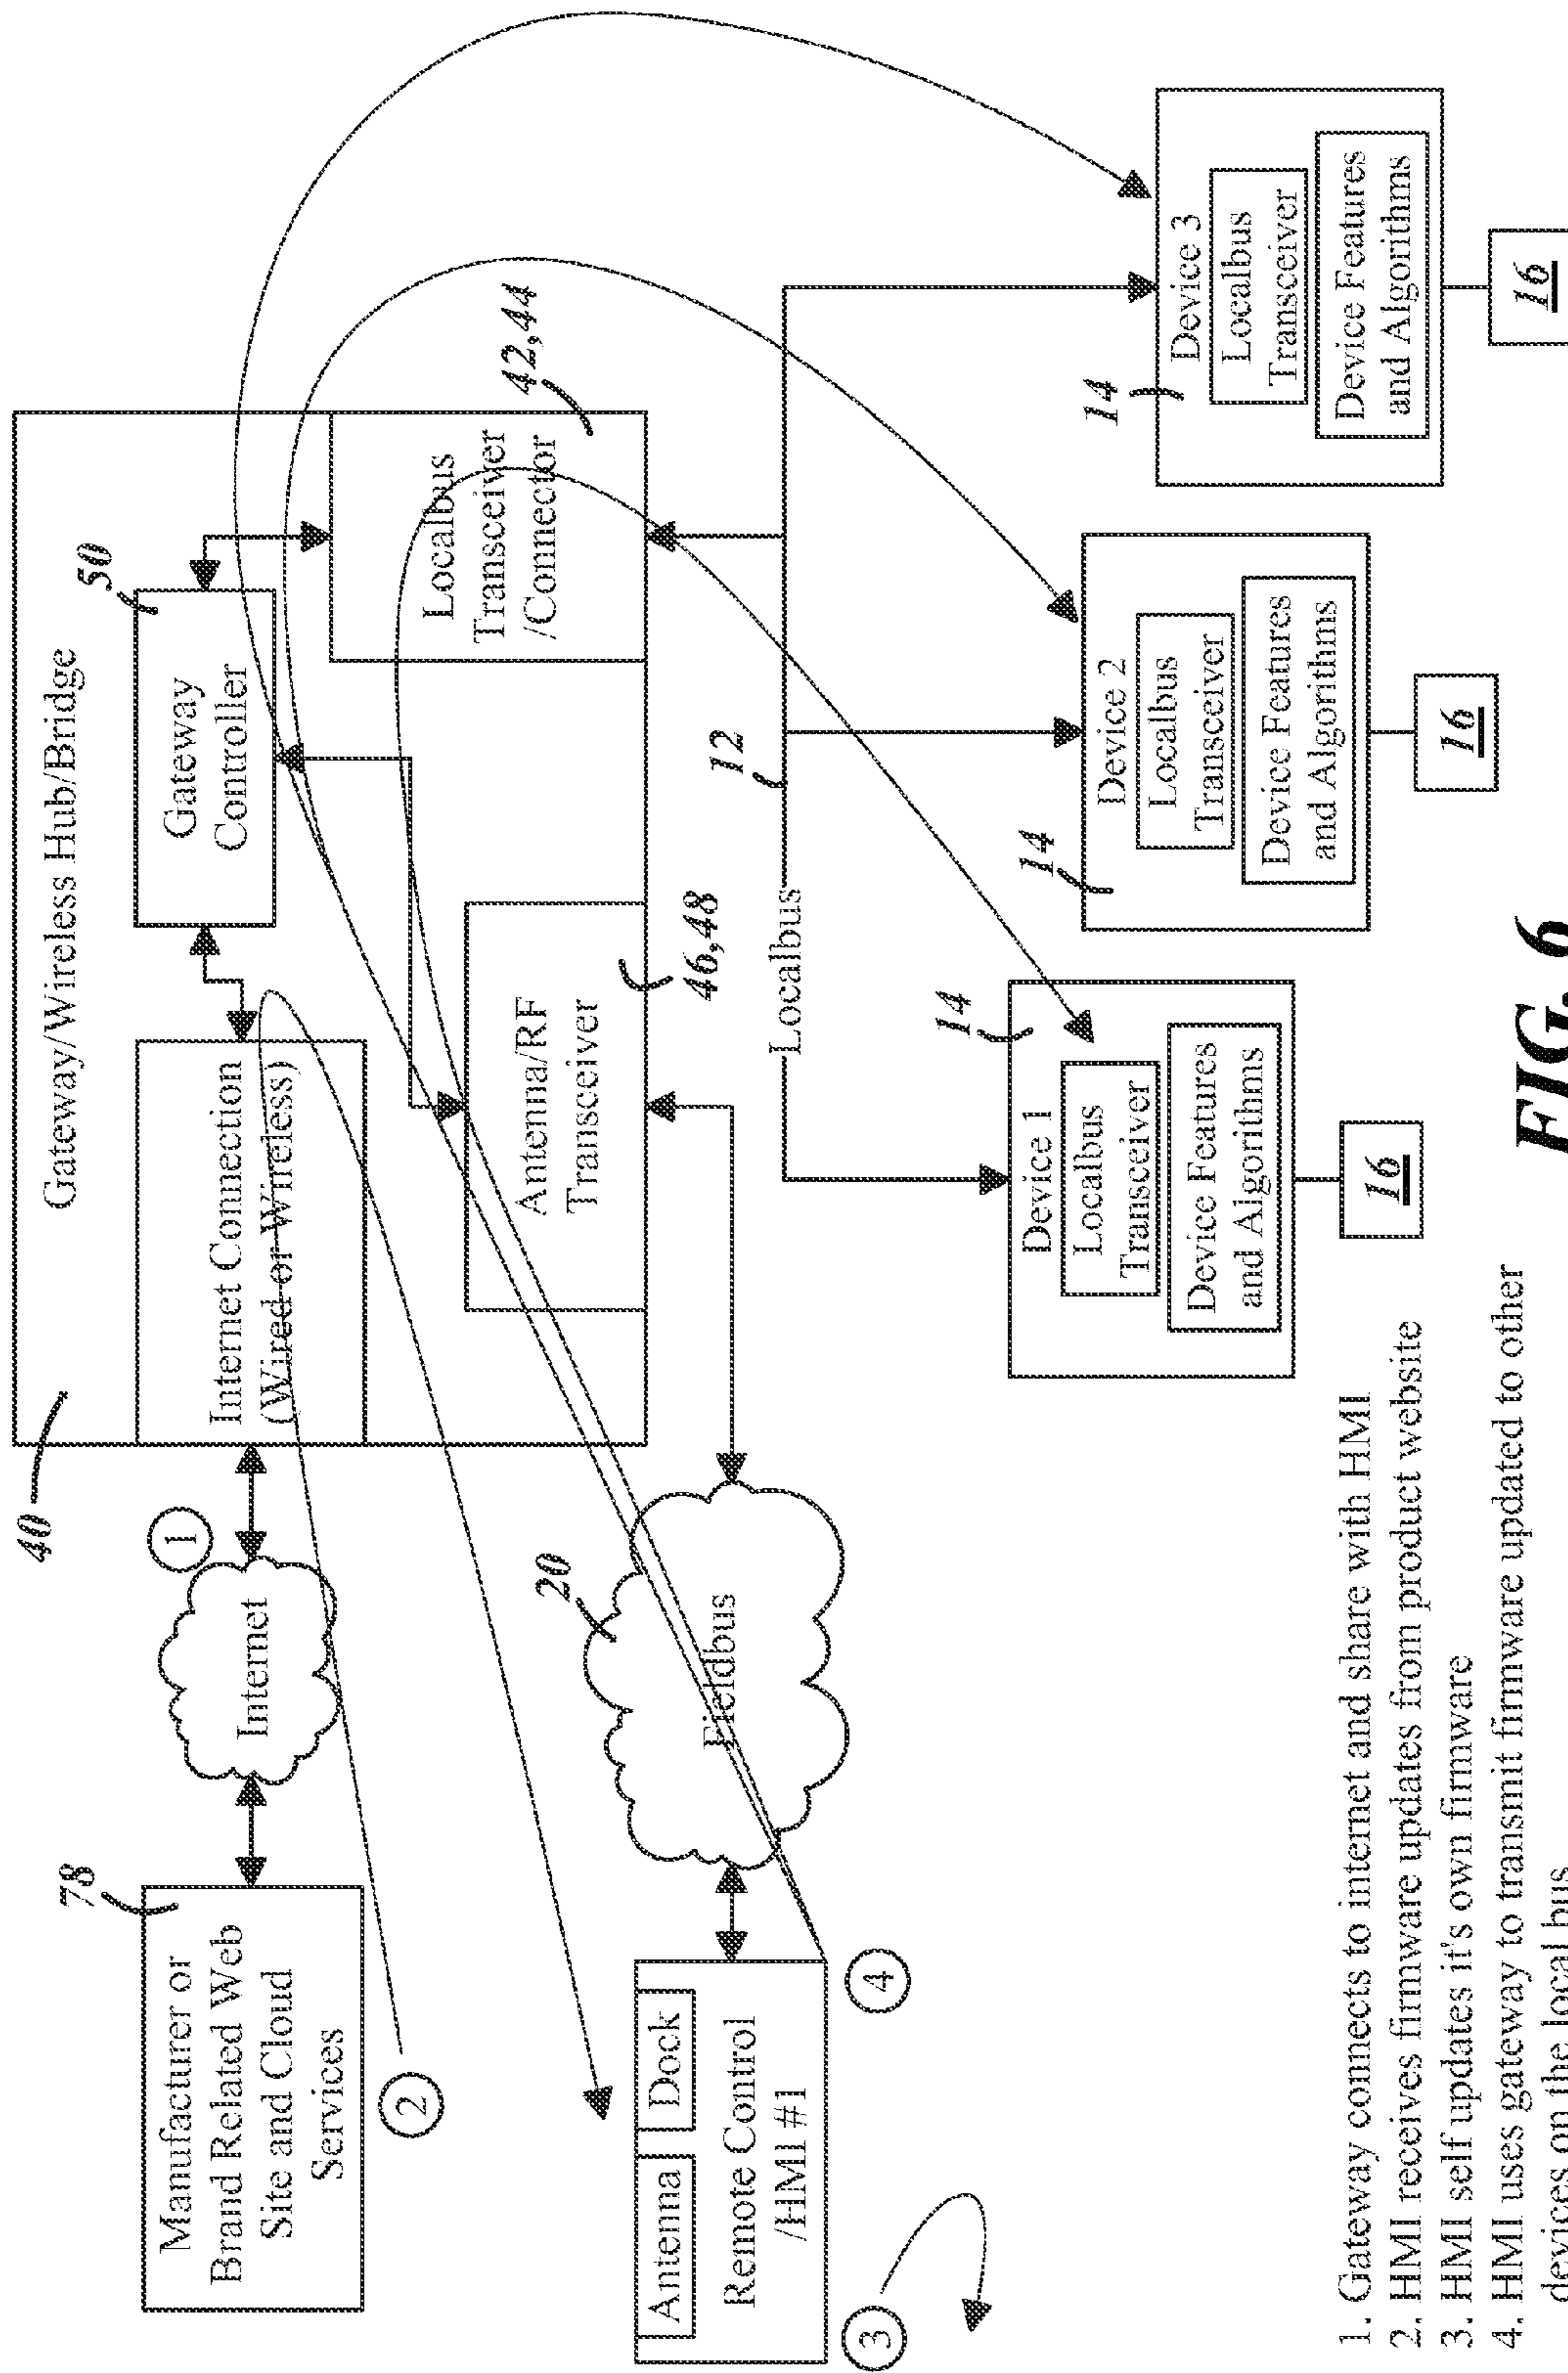 Gateway/Wireless Hub/Bridge
40
50
78
Manufacturer or
Brand Related Web
Site and Cloud
Services
Internet
1
Internet Connection
(Wired or Wireless)
Gateway
Controller
Localbus
Transceiver
/Connector
42,44
2
Antenna/RF
Transceiver
46,48
20
Fieldbus
Antenna
Dock
Remote Control
/HMI #1
3
4
12
Localbus
14
Device 1
Localbus
Transceiver
Device Features
and Algorithms
16
14
Device 2
Localbus
Transceiver
Device Features
and Algorithms
16
14
Device 3
Localbus
Transceiver
Device Features
and Algorithms
16
1. Gateway connects to internet and share with HMI
2. HMI receives firmware updates from product website
3. HMI self updates it's own firmware
4. HMI uses gateway to transmit firmware updated to other
devices on the local bus
FIG. 6